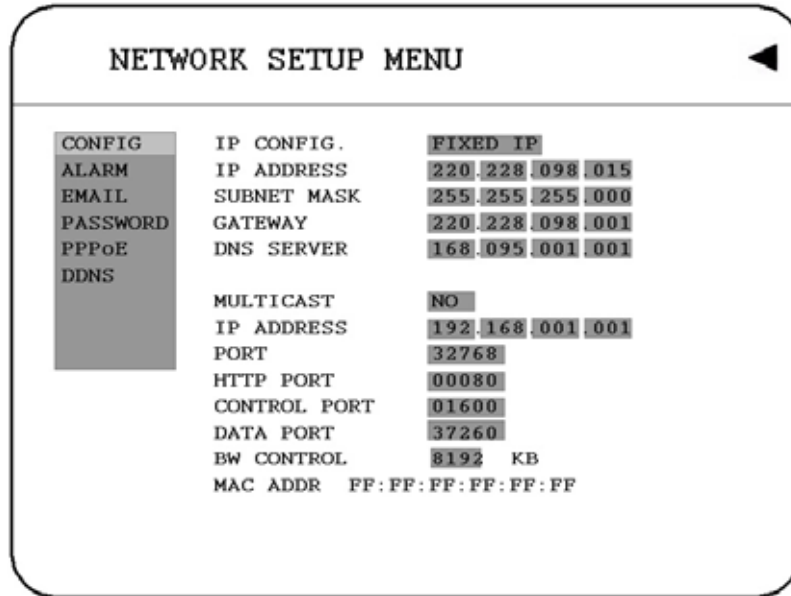 NETWORK SETUP MENU
CONFIG
ALARM
EMAIL
PASSWORD
PPPoE
DDNS
IP CONFIG. FIXED IP
IP ADDRESS 220.228.098.015
SUBNET MASK 255.255.255.000
GATEWAY 220.228.098.001
DNS SERVER 168.095.001.001
MULTICAST NO
IP ADDRESS 192.168.001.001
PORT 32768
HTTP PORT 00080
CONTROL PORT 01600
DATA PORT 37260
BW CONTROL 8192 KB
MAC ADDR FF:FF:FF:FF:FF:FF